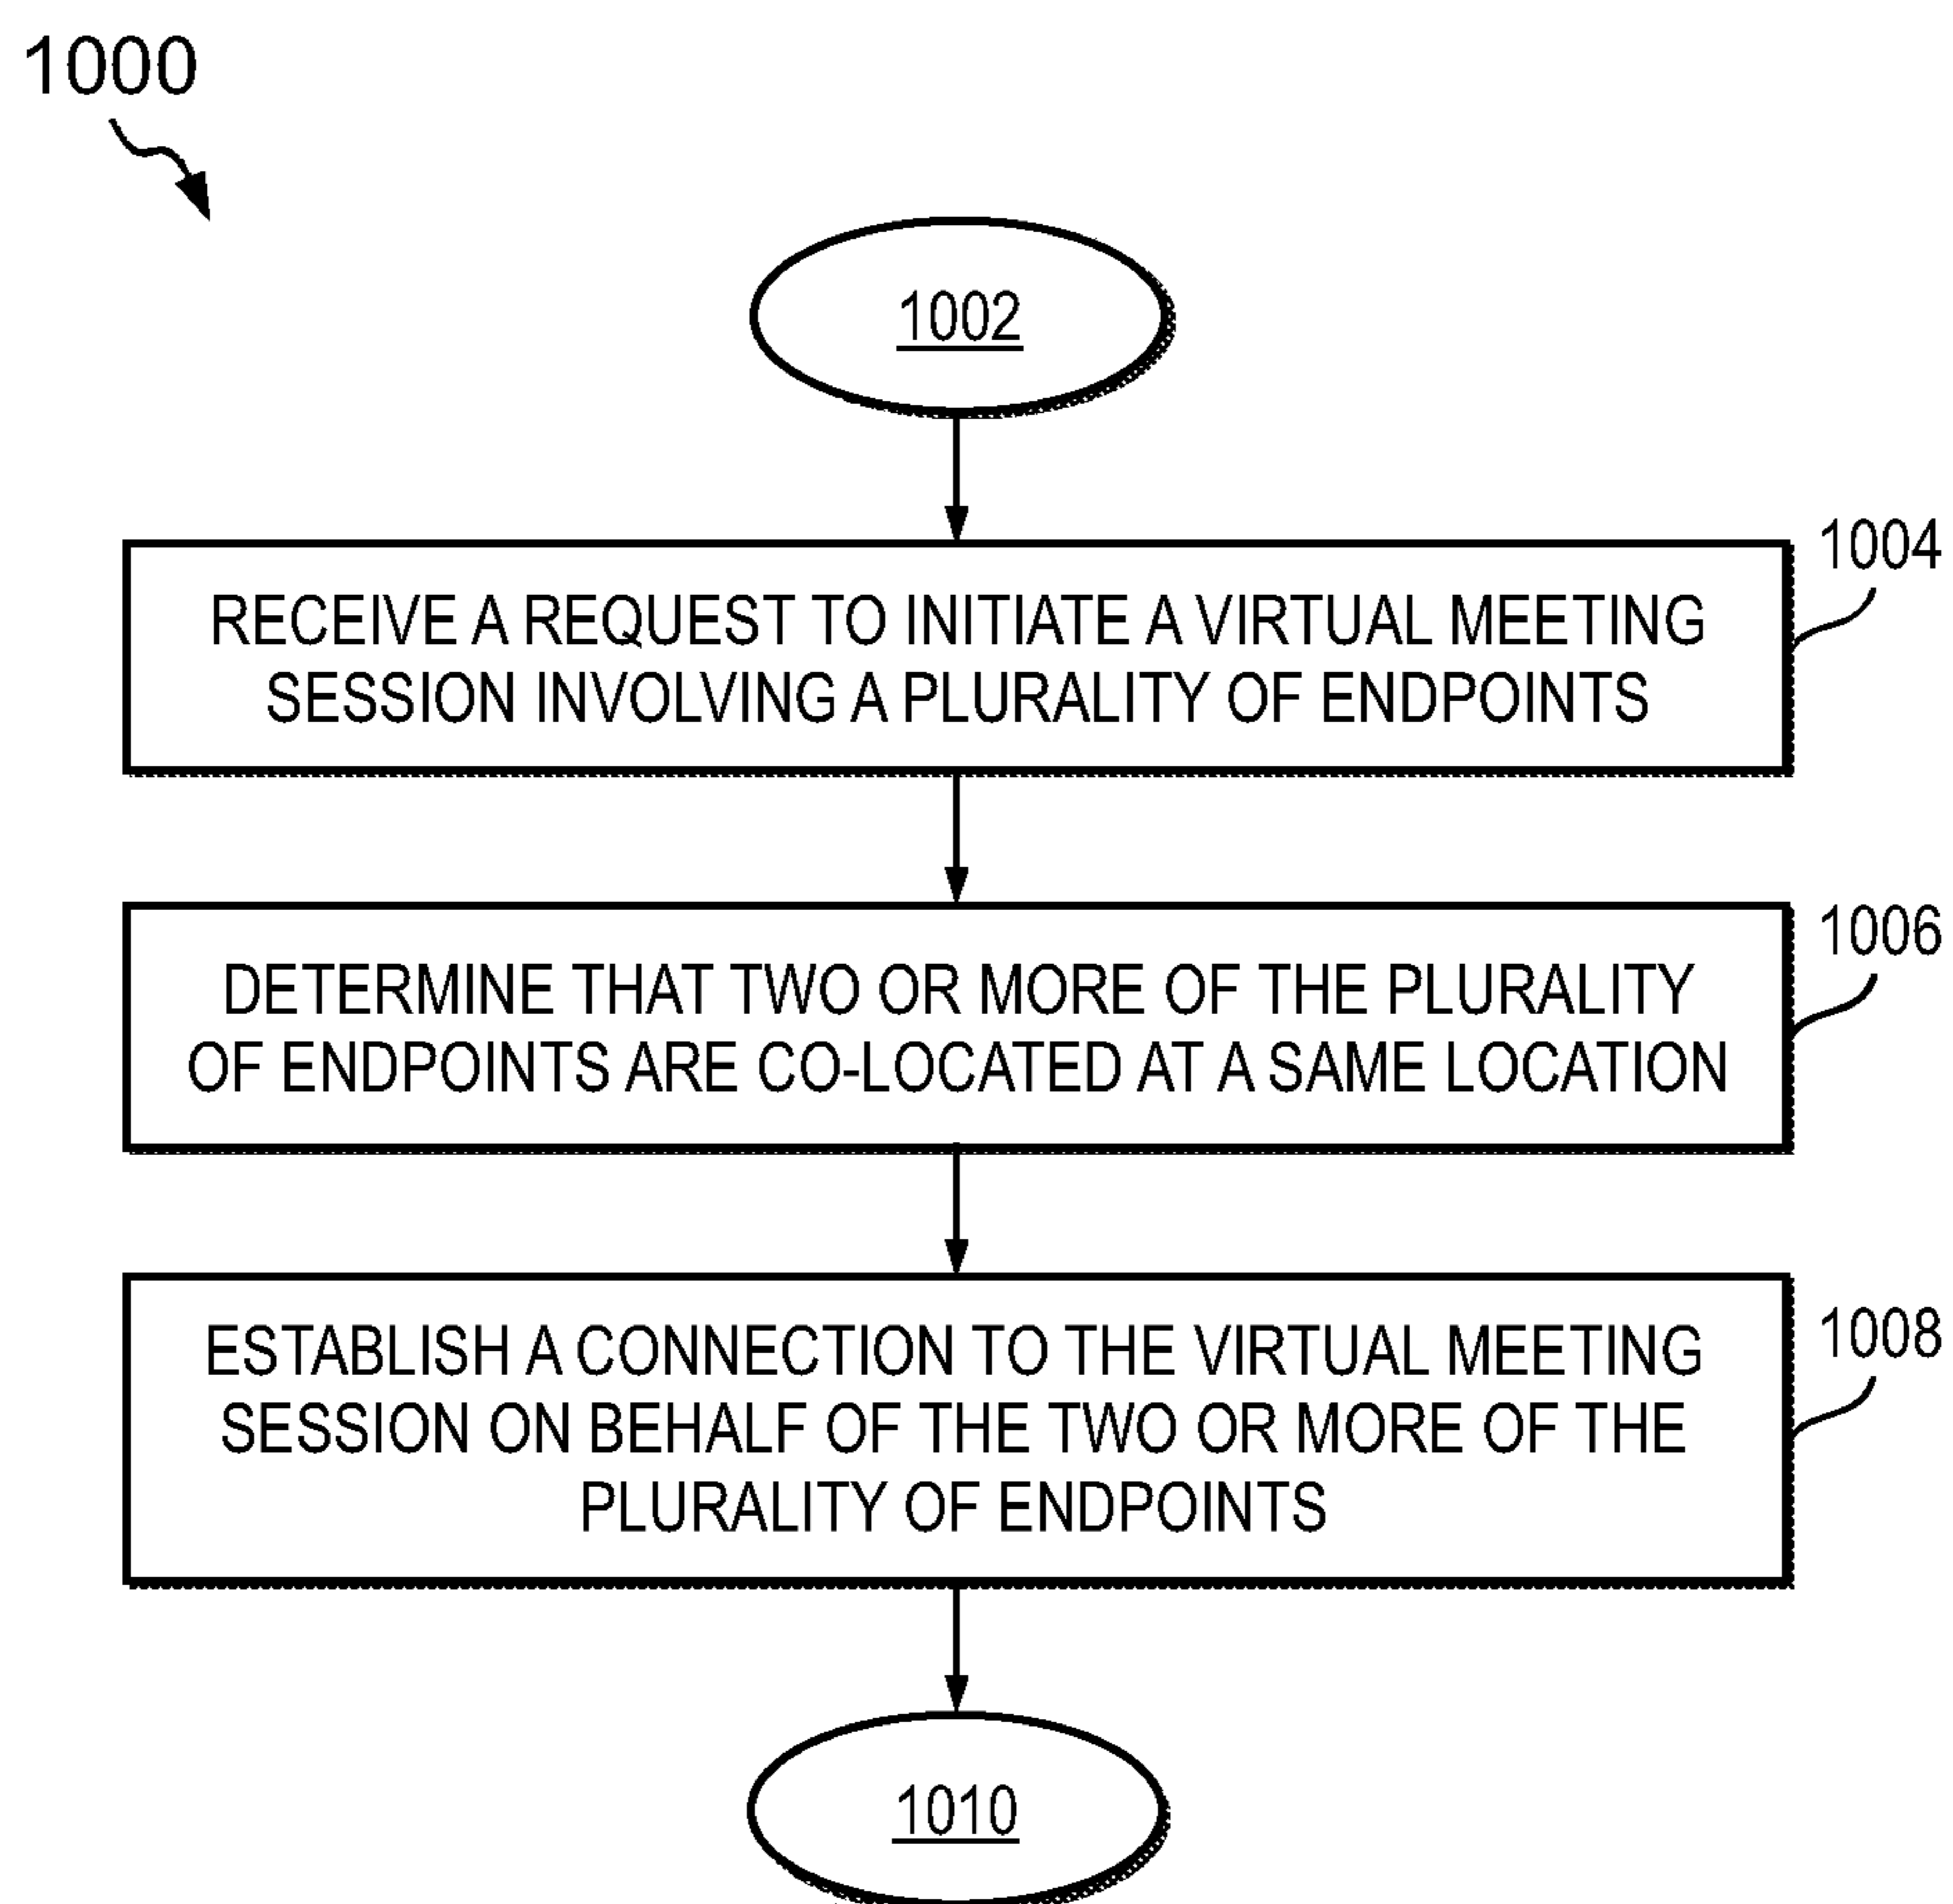 1000
1002
1004
RECEIVE A REQUEST TO INITIATE A VIRTUAL MEETING
SESSION INVOLVING A PLURALITY OF ENDPOINTS
1006
DETERMINE THAT TWO OR MORE OF THE PLURALITY
OF ENDPOINTS ARE CO-LOCATED AT A SAME LOCATION
1008
ESTABLISH A CONNECTION TO THE VIRTUAL MEETING
SESSION ON BEHALF OF THE TWO OR MORE OF THE
PLURALITY OF ENDPOINTS
1010